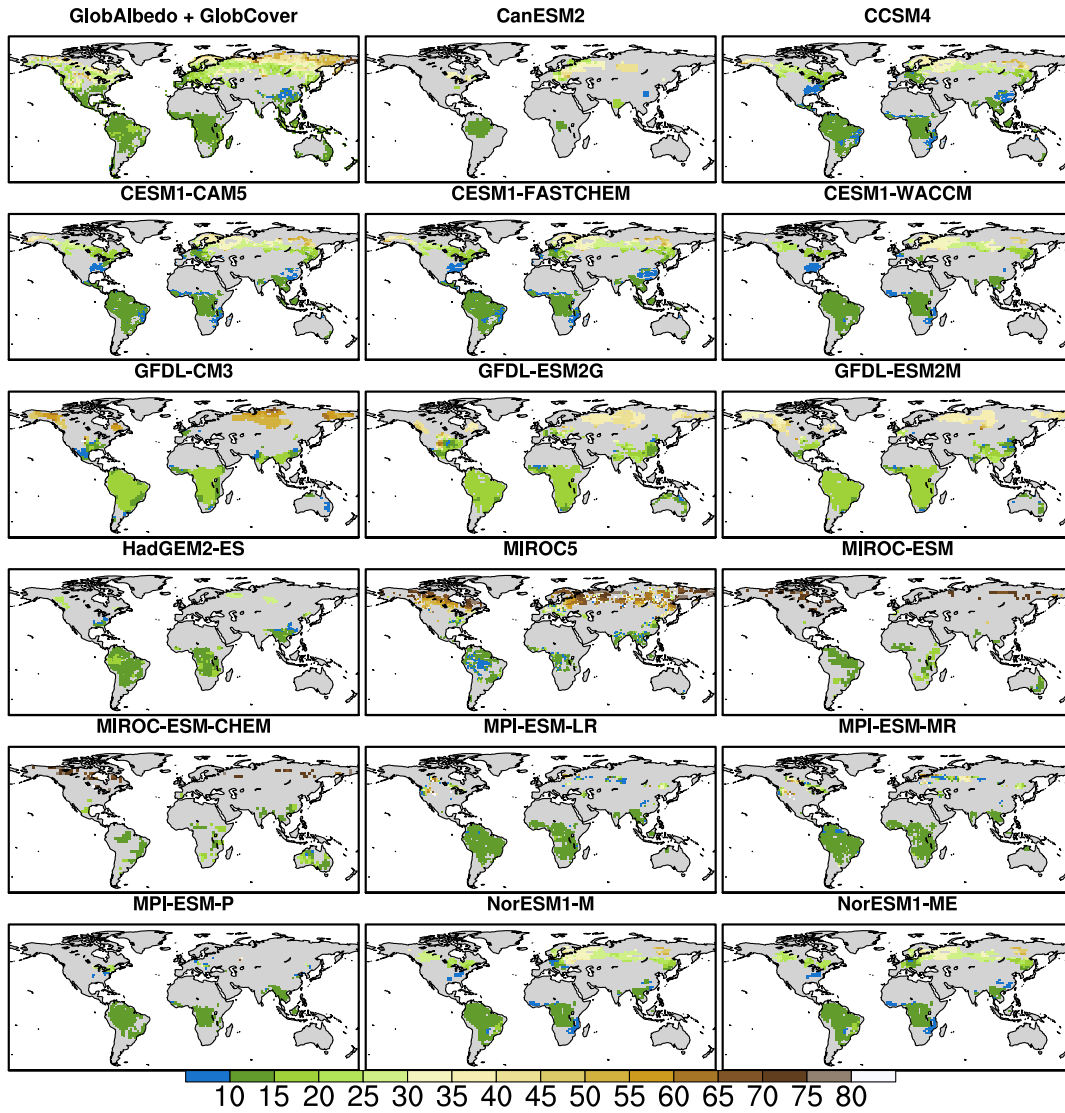 GlobAlbedo + GlobCover CanESM2 CCSM4
CESM1-CAM5 CESM1-FASTCHEM CESM1-WACCM
GFDL-CM3 GFDL-ESM2G GFDL-ESM2M
HadGEM2-ES MIROC5 MIROC-ESM
MIROC-ESM-CHEM MPI-ESM-LR MPI-ESM-MR
MPI-ESM-P NorESM1-M NorESM1-ME
10 15 20 25 30 35 40 45 50 55 60 65 70 75 80